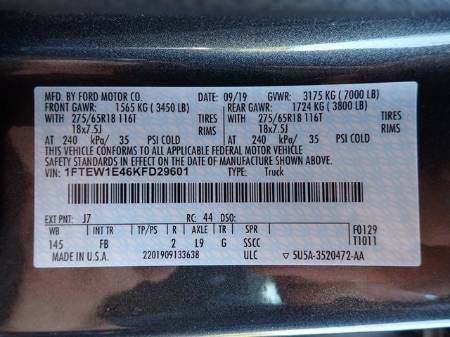 MFD. BY FORD MOTOR CO. DATE: 09/19 GVWR: 3175 KG ( 7000 LB)
FRONT GAWR: 1565 KG ( 3450 LB) REAR GAWR: 1724 KG ( 3800 LB)
WITH 275/65R18 116T TIRES WITH 275/65R18 116T TIRES
18x7.5J RIMS 18x7.5J RIMS
AT 240 kPa/ 35 PSI COLD AT 240 kPa/ 35 PSI COLD
THIS VEHICLE CONFORMS TO ALL APPLICABLE FEDERAL MOTOR VEHICLE
SAFETY STANDARDS IN EFFECT ON THE DATE OF MANUFACTURE SHOWN ABOVE.
VIN: 1FTEW1E46KFD29601 TYPE: Truck
EXT PNT: J7 RC: 44 DSO:
WB INT TR TP/PS R AXLE TR SPR F0129
145 FB 2 L9 G SSCC T1011
MADE IN U.S.A. 2201909133638 ULC 5U5A-3520472-AA